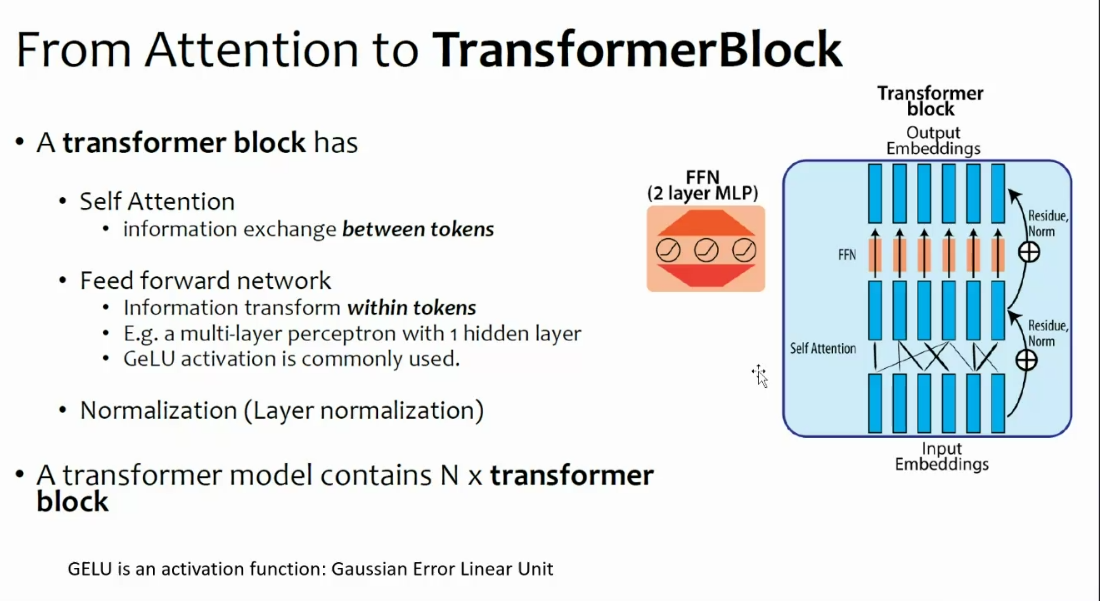 From Attention to TransformerBlock
• A transformer block has
• Self Attention
• information exchange between tokens
• Feed forward network
• Information transform within tokens
• E.g. a multi-layer perceptron with 1 hidden layer
• GeLU activation is commonly used.
• Normalization (Layer normalization)
• A transformer model contains N x transformer
block
GELU is an activation function: Gaussian Error Linear Unit
FFN
(2 layer MLP)
Transformer
block
Output
Embeddings
Residue,
Norm
FFN
Residue,
Norm
Self Attention
Input
Embeddings